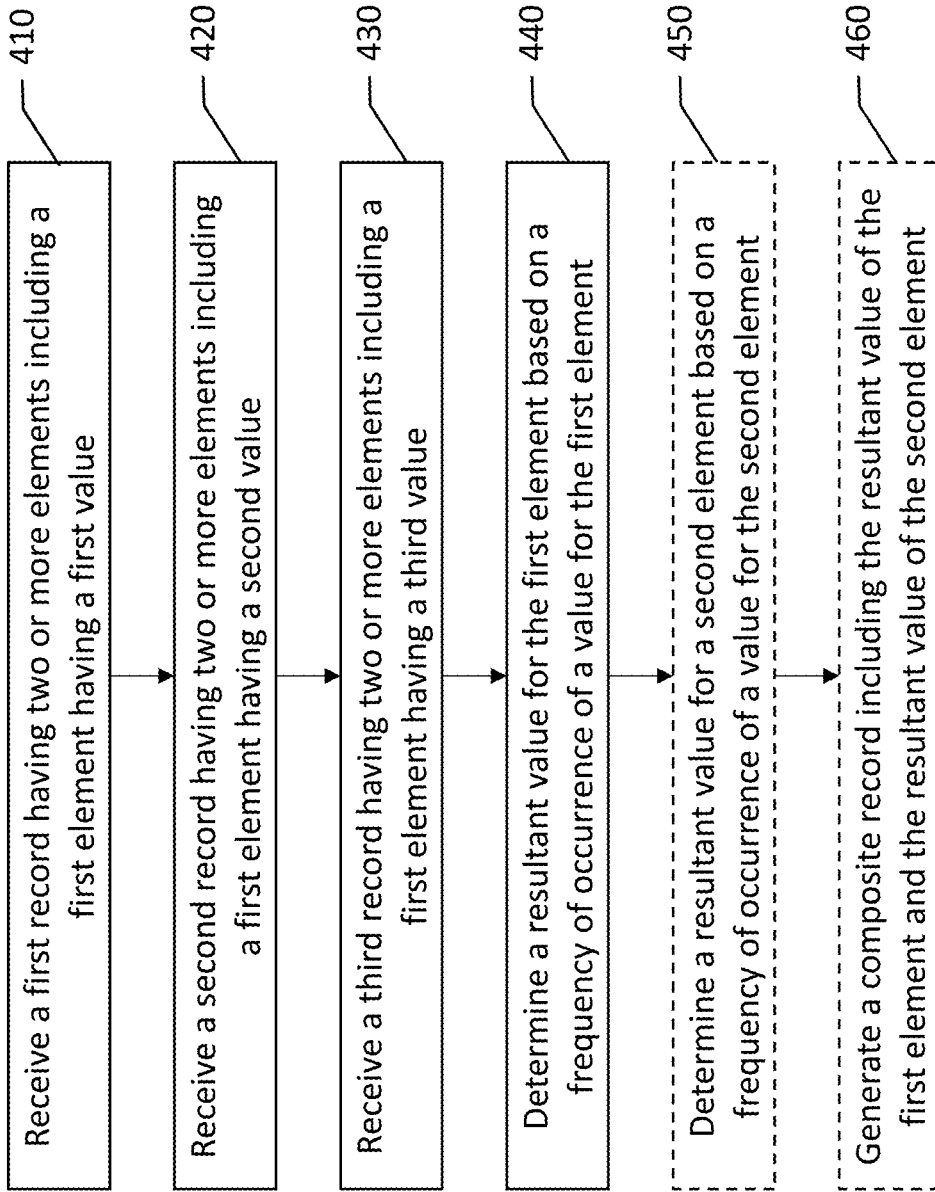 Receive a first record having two or more elements including a
first element having a first value
410
Receive a second record having two or more elements including
a first element having a second value
420
Receive a third record having two or more elements including a
first element having a third value
430
Determine a resultant value for the first element based on a
frequency of occurrence of a value for the first element
440
Determine a resultant value for a second element based on a
frequency of occurrence of a value for the second element
450
Generate a composite record including the resultant value of the
first element and the resultant value of the second element
460